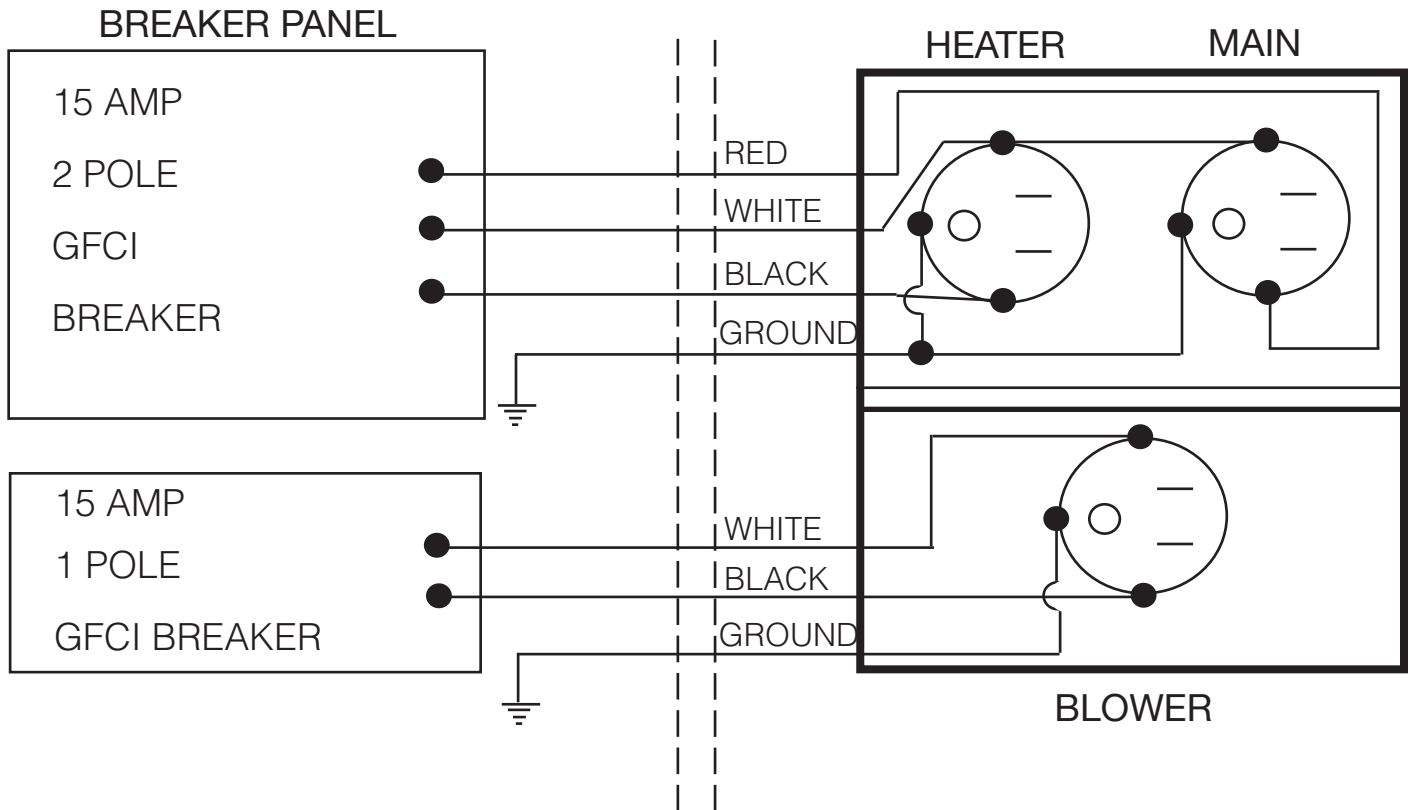 BREAKER PANEL
15 AMP
2 POLE
GFCI
BREAKER
RED
WHITE
BLACK
GROUND
HEATER
MAIN
15 AMP
1 POLE
GFCI BREAKER
WHITE
BLACK
GROUND
BLOWER